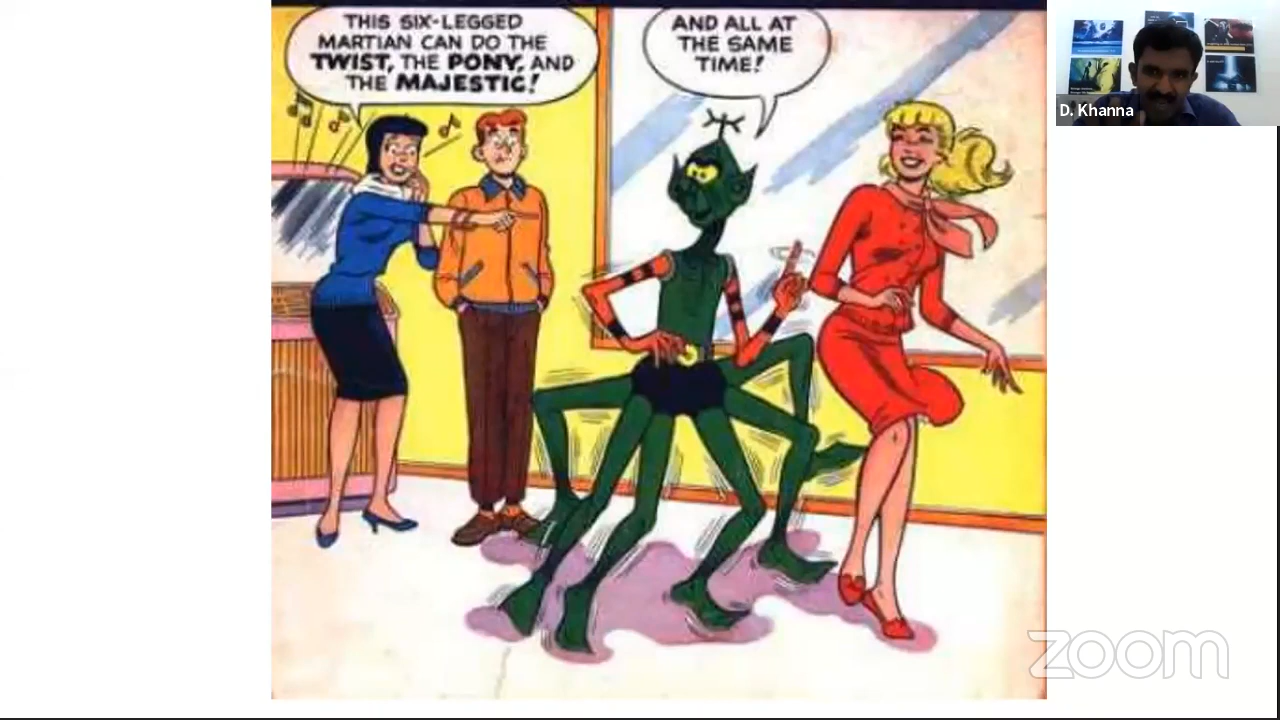 THIS SIX-LEGGED
MARTIAN CAN DO THE
TWIST, THE PONY, AND
THE MAJESTIC!
AND ALL AT
THE SAME
TIME!
D. Khanna
zoom